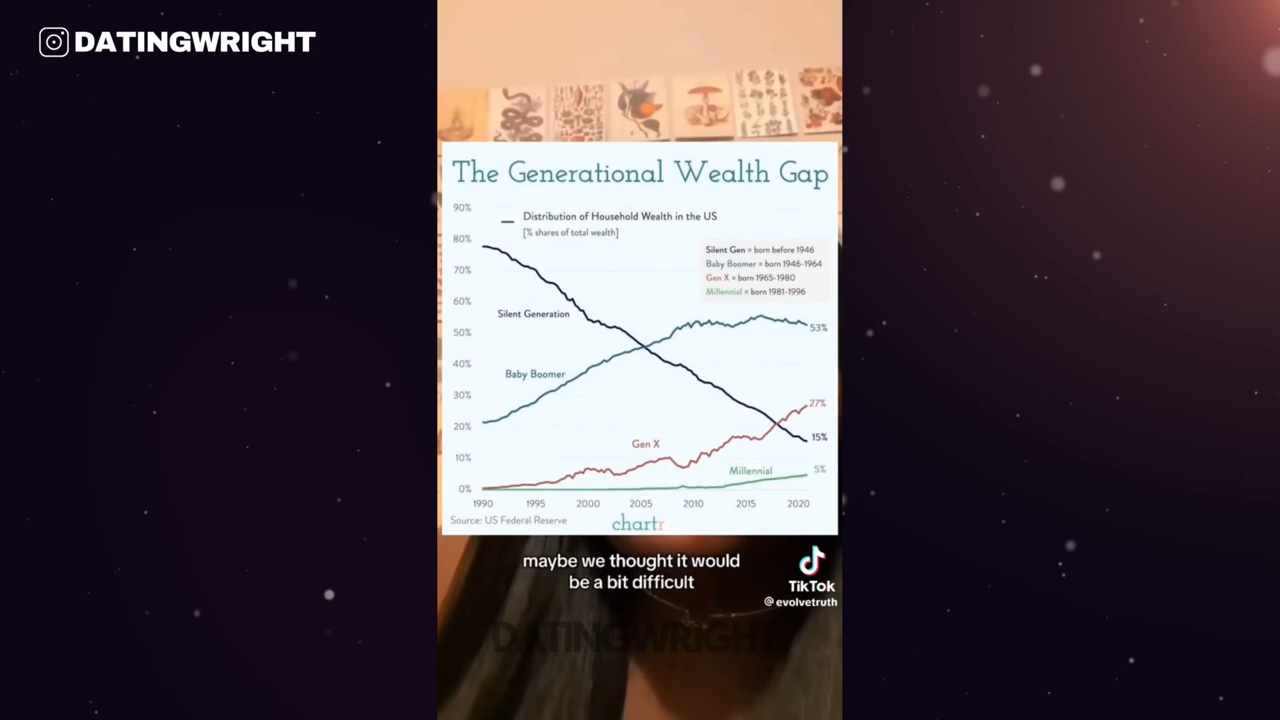 DATINGWRIGHT
The Generational Wealth Gap
90%
Distribution of Household Wealth in the US
[% shares of total wealth]
80%
Silent Gen = born before 1946
Baby Boomer = born 1946-1964
Gen X = born 1965-1980
Millennial = born 1981-1996
70%
60%
Silent Generation
50%
53%
40%
Baby Boomer
30%
27%
20%
15%
Gen X
10%
Millennial
5%
0%
1990 1995 2000 2005 2010 2015 2020
Source: US Federal Reserve
chartr
maybe we thought it would
be a bit difficult
TikTok
@evolvetruth
DATINGWRIGHT